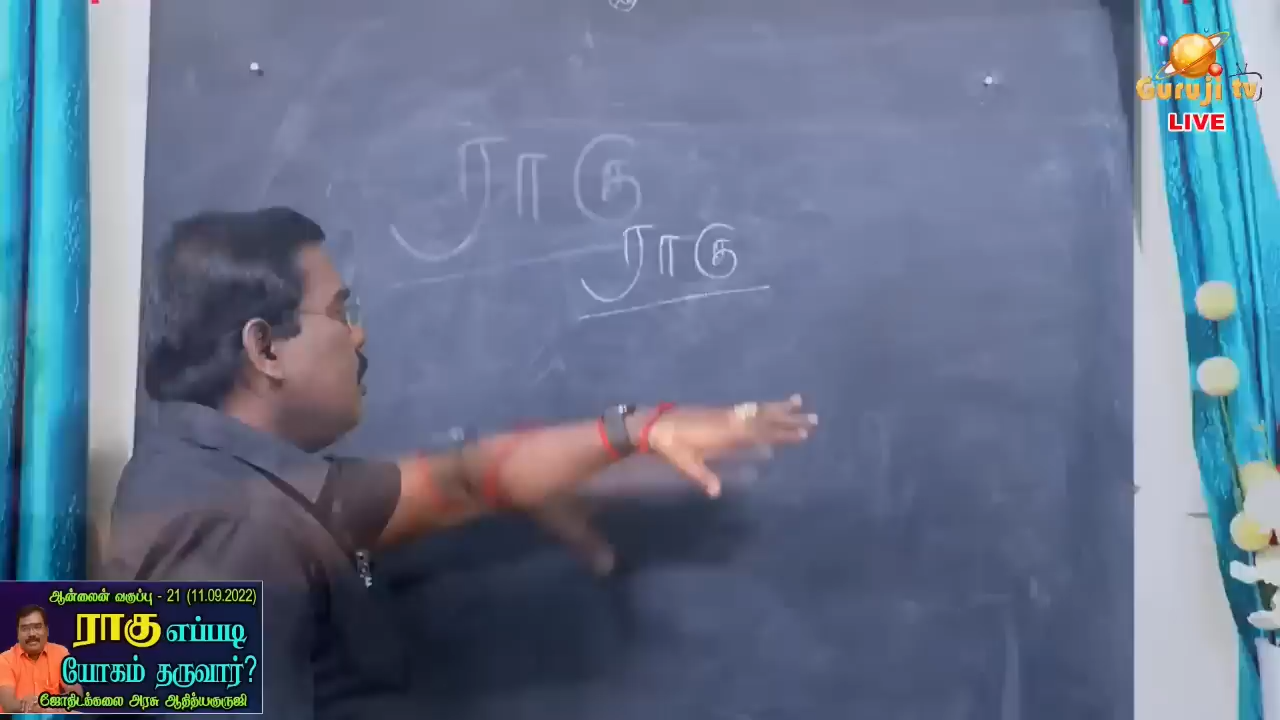 Guruji tv
LIVE
ராகு
ராகு
ஆன்லைன் வகுப்பு - 21 (11.09.2022)
ராகு எப்படி
யோகம் தருவார்?
ஜோதிடக்கலை அரசு ஆதித்யகுருஜி